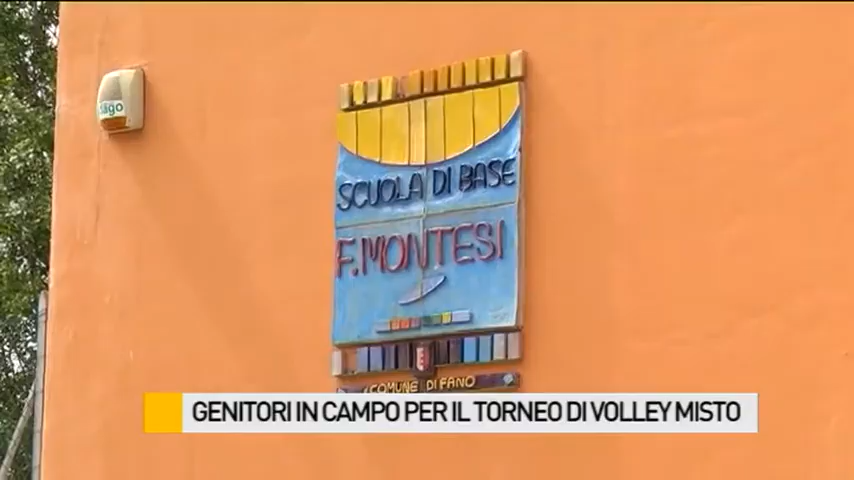 SCUOLA DI BASE
F. MONTESI
COMUNE DI FANO
GENITORI IN CAMPO PER IL TORNEO DI VOLLEY MISTO